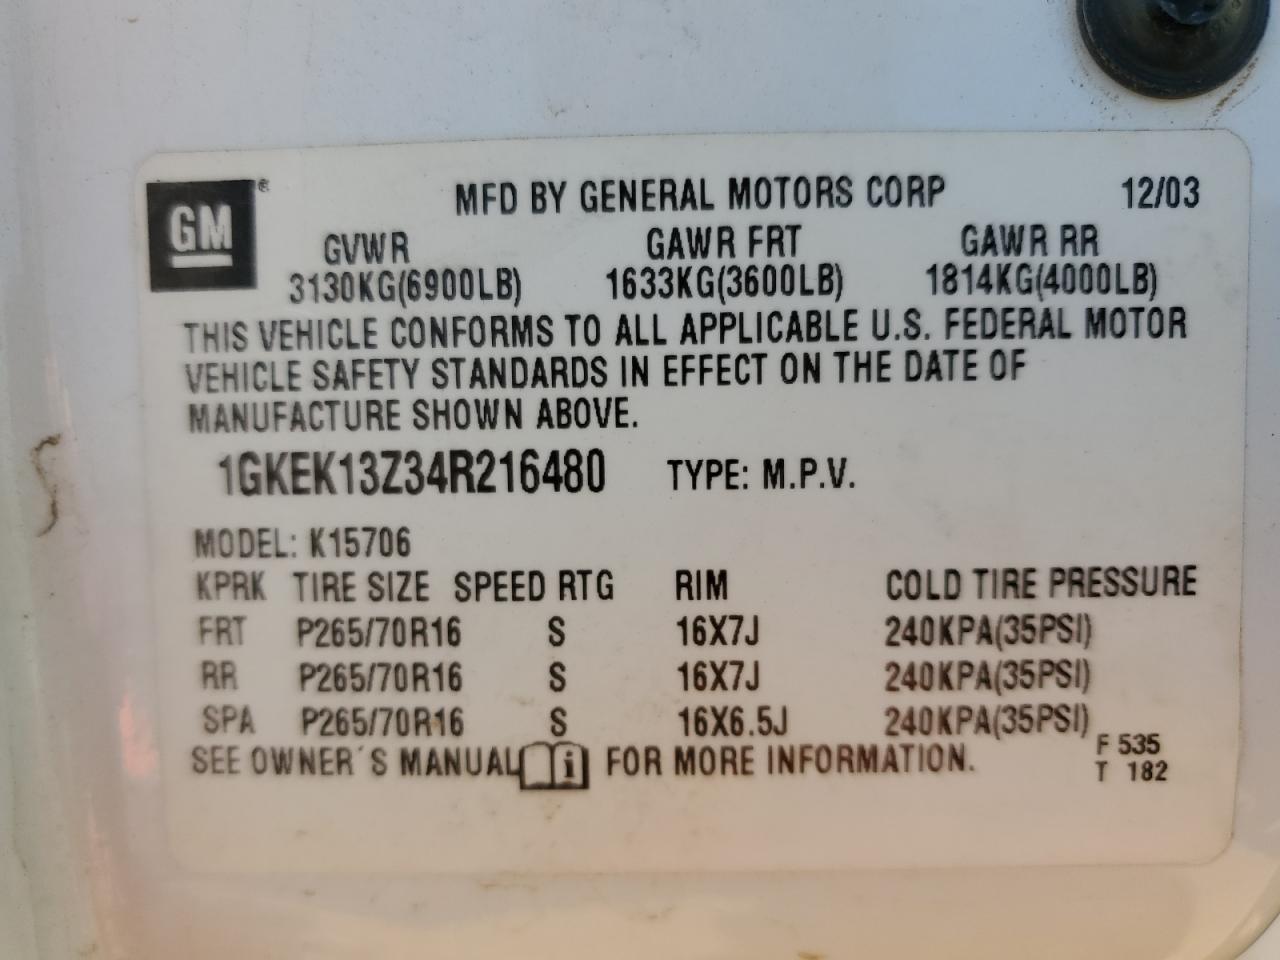 GM®
MFD BY GENERAL MOTORS CORP 12/03
GVWR GAWR FRT GAWR RR
3130KG(6900LB) 1633KG(3600LB) 1814KG(4000LB)
THIS VEHICLE CONFORMS TO ALL APPLICABLE U.S. FEDERAL MOTOR
VEHICLE SAFETY STANDARDS IN EFFECT ON THE DATE OF
MANUFACTURE SHOWN ABOVE.
1GKEK13Z34R216480 TYPE: M.P.V.
MODEL: K15706
KPRK TIRE SIZE SPEED RTG RIM COLD TIRE PRESSURE
FRT P265/70R16 S 16X7J 240KPA(35PSI)
RR P265/70R16 S 16X7J 240KPA(35PSI)
SPA P265/70R16 S 16X6.5J 240KPA(35PSI)
SEE OWNER´S MANUAL i FOR MORE INFORMATION.
F 535
T 182